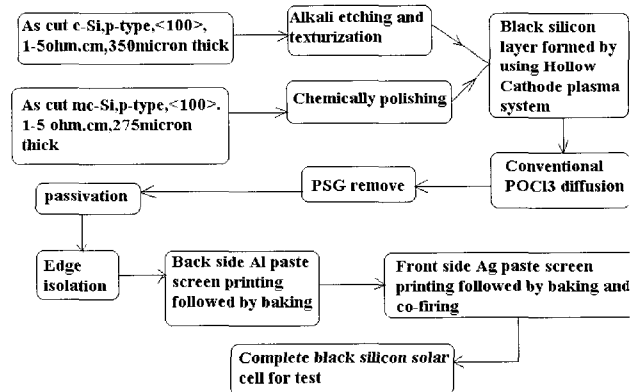 As cut c-Si,p-type,<100>,
1-5ohm.cm,350micron
thick
Alkali etching and
texturization
Black silicon
layer formed by
using Hollow
Cathode plasma
system
As cut mc-Si,p-type,<100>.
1-5 ohm.cm,275micron
thick
Chemically polishing
Conventional
POCl3 diffusion
PSG remove
passivation
Edge
isolation
Back side Al paste
screen printing
followed by baking
Front side Ag paste screen
printing followed by baking and
co-firing
Complete black silicon solar
cell for test